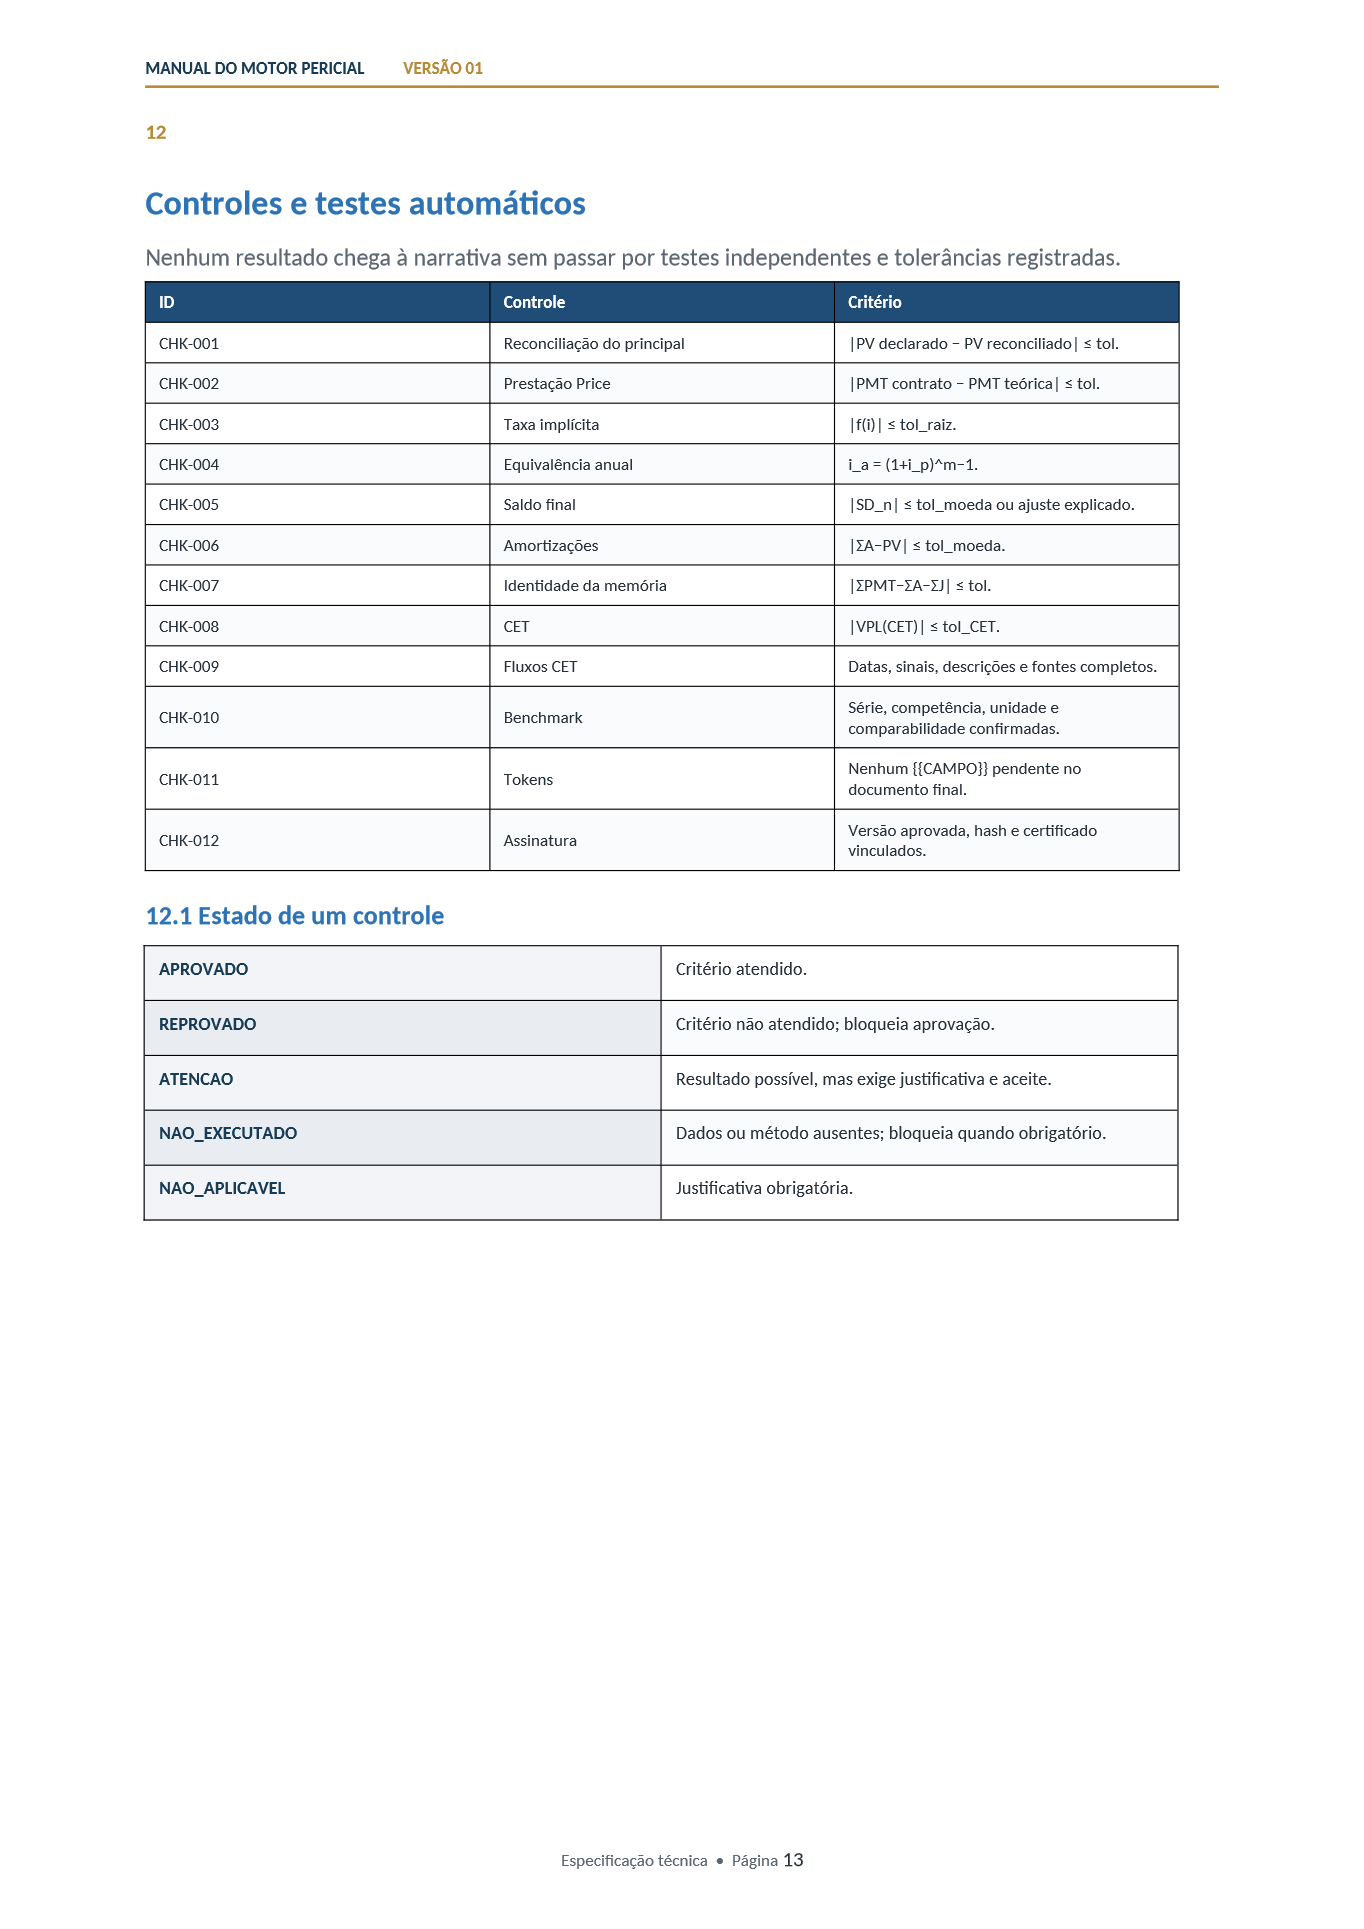 MANUAL DO MOTOR PERICIAL VERSÃO 01
12
Controles e testes automáticos
Nenhum resultado chega à narrativa sem passar por testes independentes e tolerâncias registradas.
ID Controle Critério
CHK-001 Reconciliação do principal |PV declarado − PV reconciliado| ≤ tol.
CHK-002 Prestação Price |PMT contrato − PMT teórica| ≤ tol.
CHK-003 Taxa implícita |f(i)| ≤ tol_raiz.
CHK-004 Equivalência anual i_a = (1+i_p)^m−1.
CHK-005 Saldo final |SD_n| ≤ tol_moeda ou ajuste explicado.
CHK-006 Amortizações |ΣA−PV| ≤ tol_moeda.
CHK-007 Identidade da memória |ΣPMT−ΣA−ΣJ| ≤ tol.
CHK-008 CET |VPL(CET)| ≤ tol_CET.
CHK-009 Fluxos CET Datas, sinais, descrições e fontes completos.
CHK-010 Benchmark Série, competência, unidade e
comparabilidade confirmadas.
CHK-011 Tokens Nenhum {{CAMPO}} pendente no
documento final.
CHK-012 Assinatura Versão aprovada, hash e certificado
vinculados.
12.1 Estado de um controle
APROVADO Critério atendido.
REPROVADO Critério não atendido; bloqueia aprovação.
ATENCAO Resultado possível, mas exige justificativa e aceite.
NAO_EXECUTADO Dados ou método ausentes; bloqueia quando obrigatório.
NAO_APLICAVEL Justificativa obrigatória.
Especificação técnica • Página 13